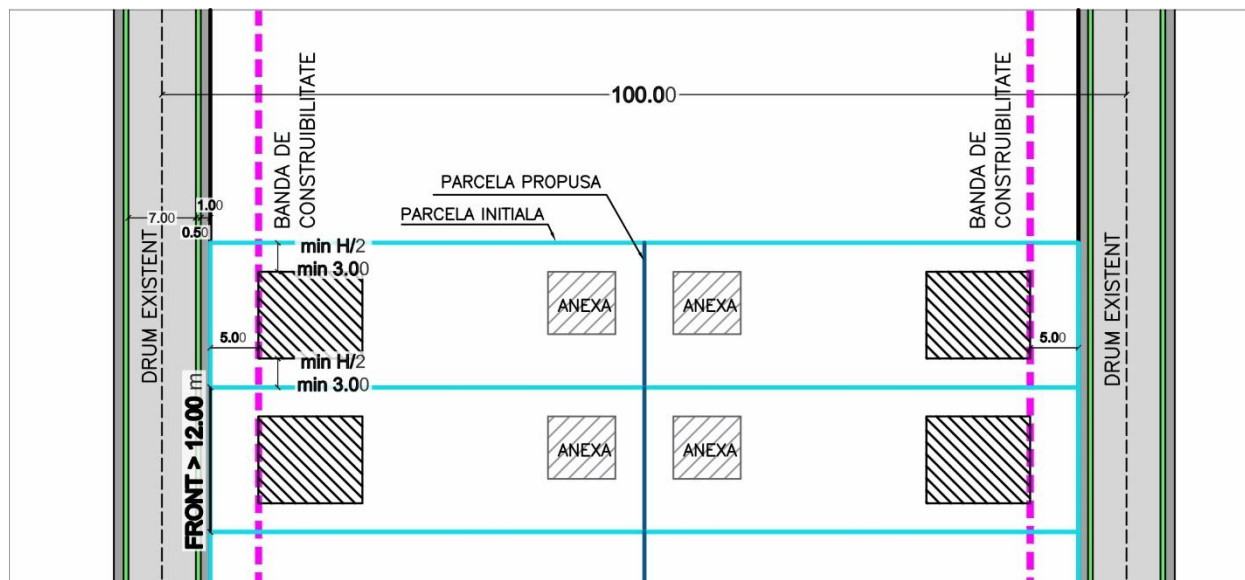 BANDA DE
CONSTRUIBILITATE
BANDA DE
CONSTRUIBILITATE
100.00
PARCELA PROPUSA
PARCELA INITIALA
1.00
7.00
0.50
DRUM EXISTENT
DRUM EXISTENT
min H/2
min 3.00
ANEXA
ANEXA
5.00
5.00
min H/2
min 3.00
FRONT > 12.00 m
ANEXA
ANEXA